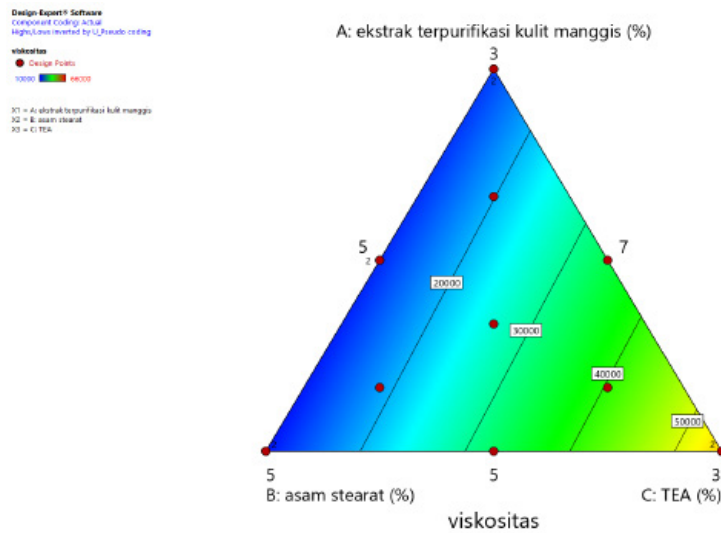 Design-Expert® Software
Component Coding: Actual
Highs/Lows inverted by U_Pseudo coding
viskositas
Design Points
10000 66000
X1 = A: ekstrak terpurifikasi kulit manggis
X2 = B: asam stearat
X3 = C: TEA
A: ekstrak terpurifikasi kulit manggis (%)
3
2
5
2
7
20000
30000
40000
50000
2
5
5
3
B: asam stearat (%)
C: TEA (%)
viskositas